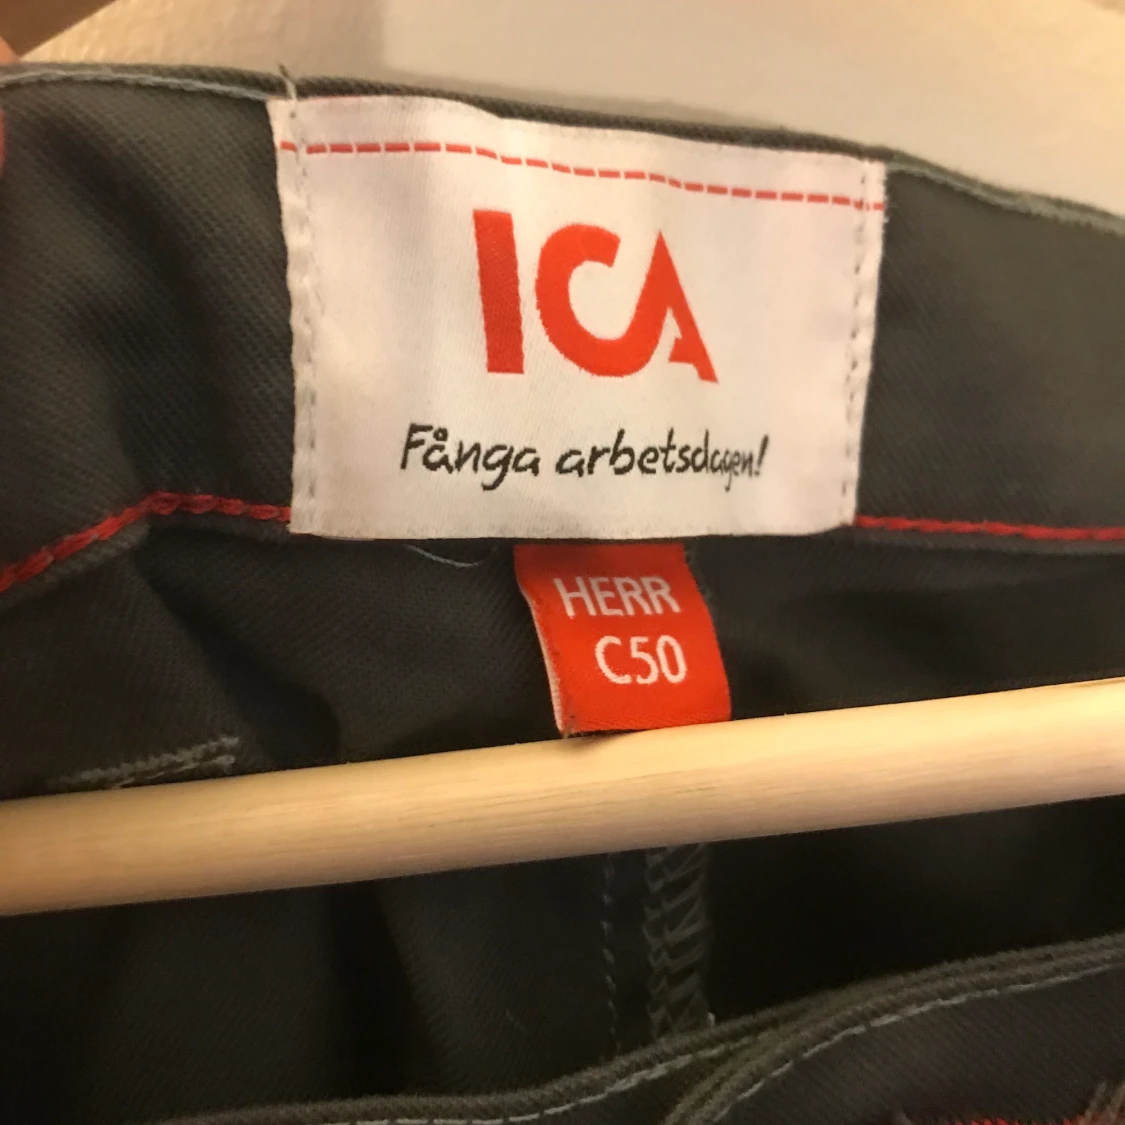 ICA
Fånga arbetsdagen!
HERR
C50